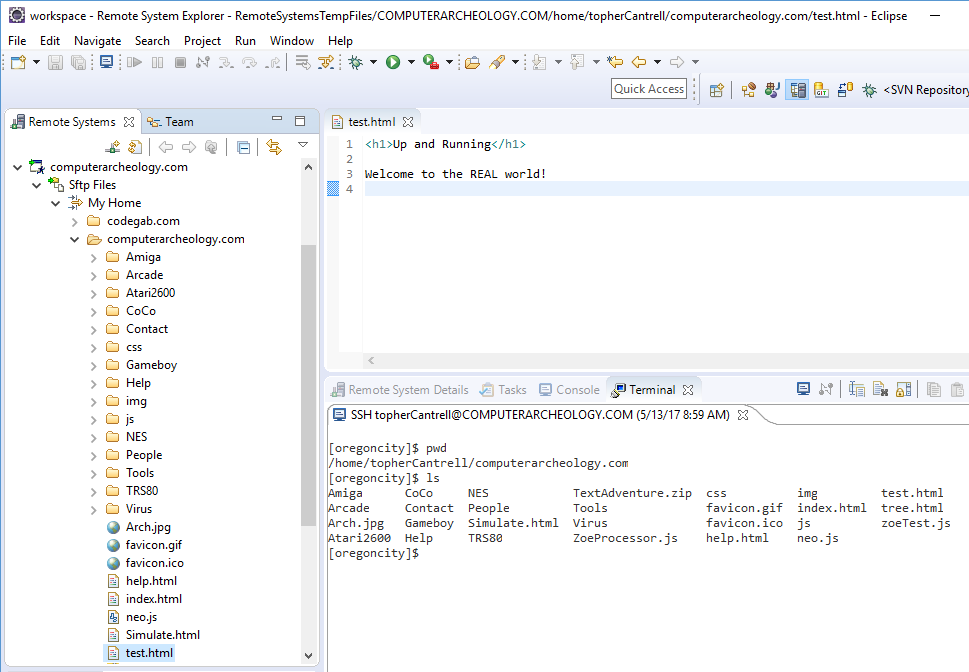 workspace - Remote System Explorer - RemoteSystemsTempFiles/COMPUTERARCHEOLOGY.COM/home/topherCantrell/computerarcheology.com/test.html - Eclipse
File Edit Navigate Search Project Run Window Help
Quick Access <SVN Repository
Remote Systems Team
computerarcheology.com
Sftp Files
My Home
codegab.com
computerarcheology.com
Amiga
Arcade
Atari2600
CoCo
Contact
css
Gameboy
Help
img
js
NES
People
Tools
TRS80
Virus
Arch.jpg
favicon.gif
favicon.ico
help.html
index.html
neo.js
Simulate.html
test.html
test.html
1 <h1>Up and Running</h1>
2
3 Welcome to the REAL world!
4
Remote System Details Tasks Console Terminal
SSH topherCantrell@COMPUTERARCHEOLOGY.COM (5/13/17 8:59 AM)
[oregoncity]$ pwd
/home/topherCantrell/computerarcheology.com
[oregoncity]$ ls
Amiga CoCo NES TextAdventure.zip css img test.html
Arcade Contact People Tools favicon.gif index.html tree.html
Arch.jpg Gameboy Simulate.html Virus favicon.ico js zoeTest.js
Atari2600 Help TRS80 ZoeProcessor.js help.html neo.js
[oregoncity]$